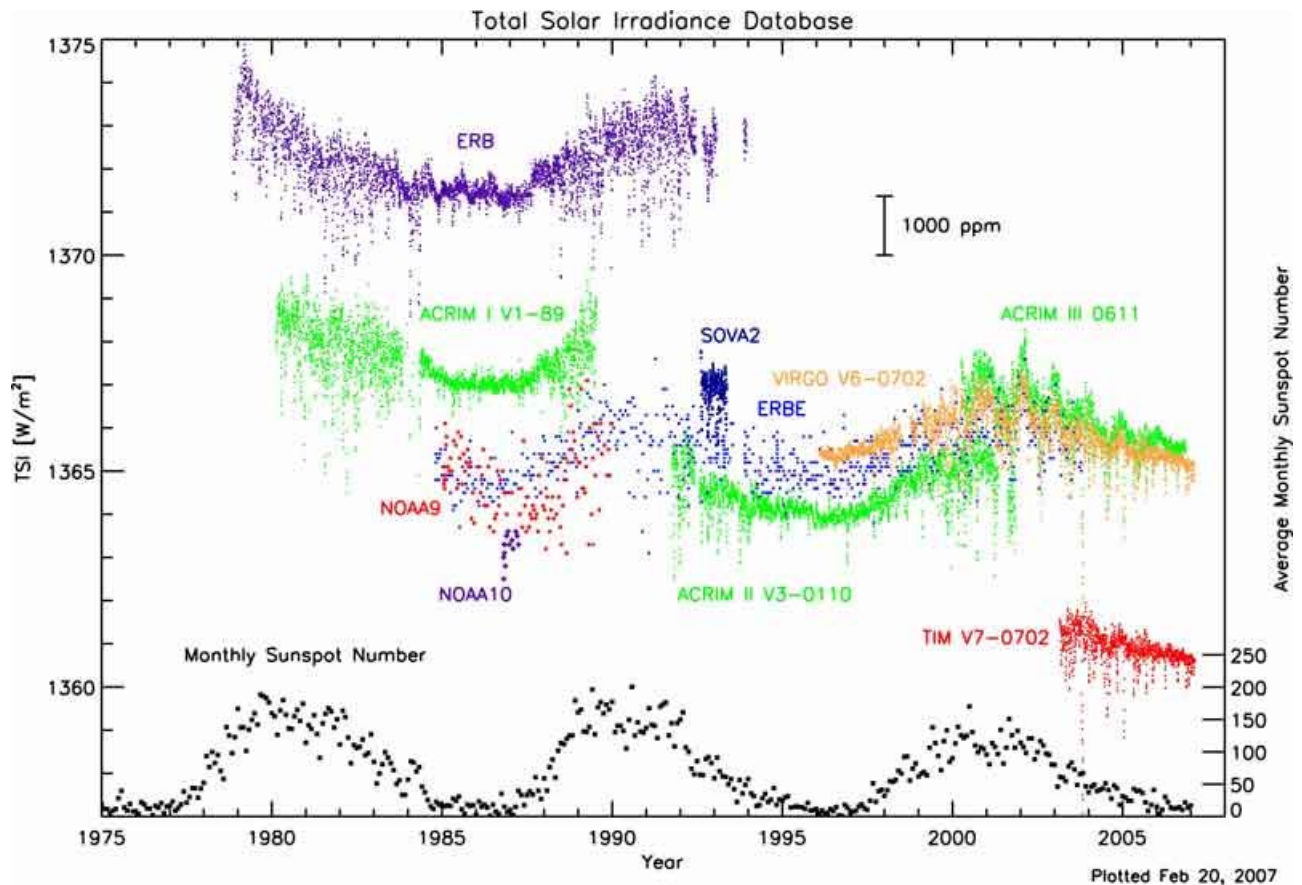 Total Solar Irradiance Database
1375
ERB
1000 ppm
1370
ACRIM I V1-89
ACRIM III 0611
SOVA2
VIRGO V6-0702
ERBE
TSI [W/m²]
Average Monthly Sunspot Number
1365
NOAA9
NOAA10
ACRIM II V3-0110
TIM V7-0702
Monthly Sunspot Number
250
1360
200
150
100
50
0
1975 1980 1985 1990 1995 2000 2005
Year
Plotted Feb 20, 2007